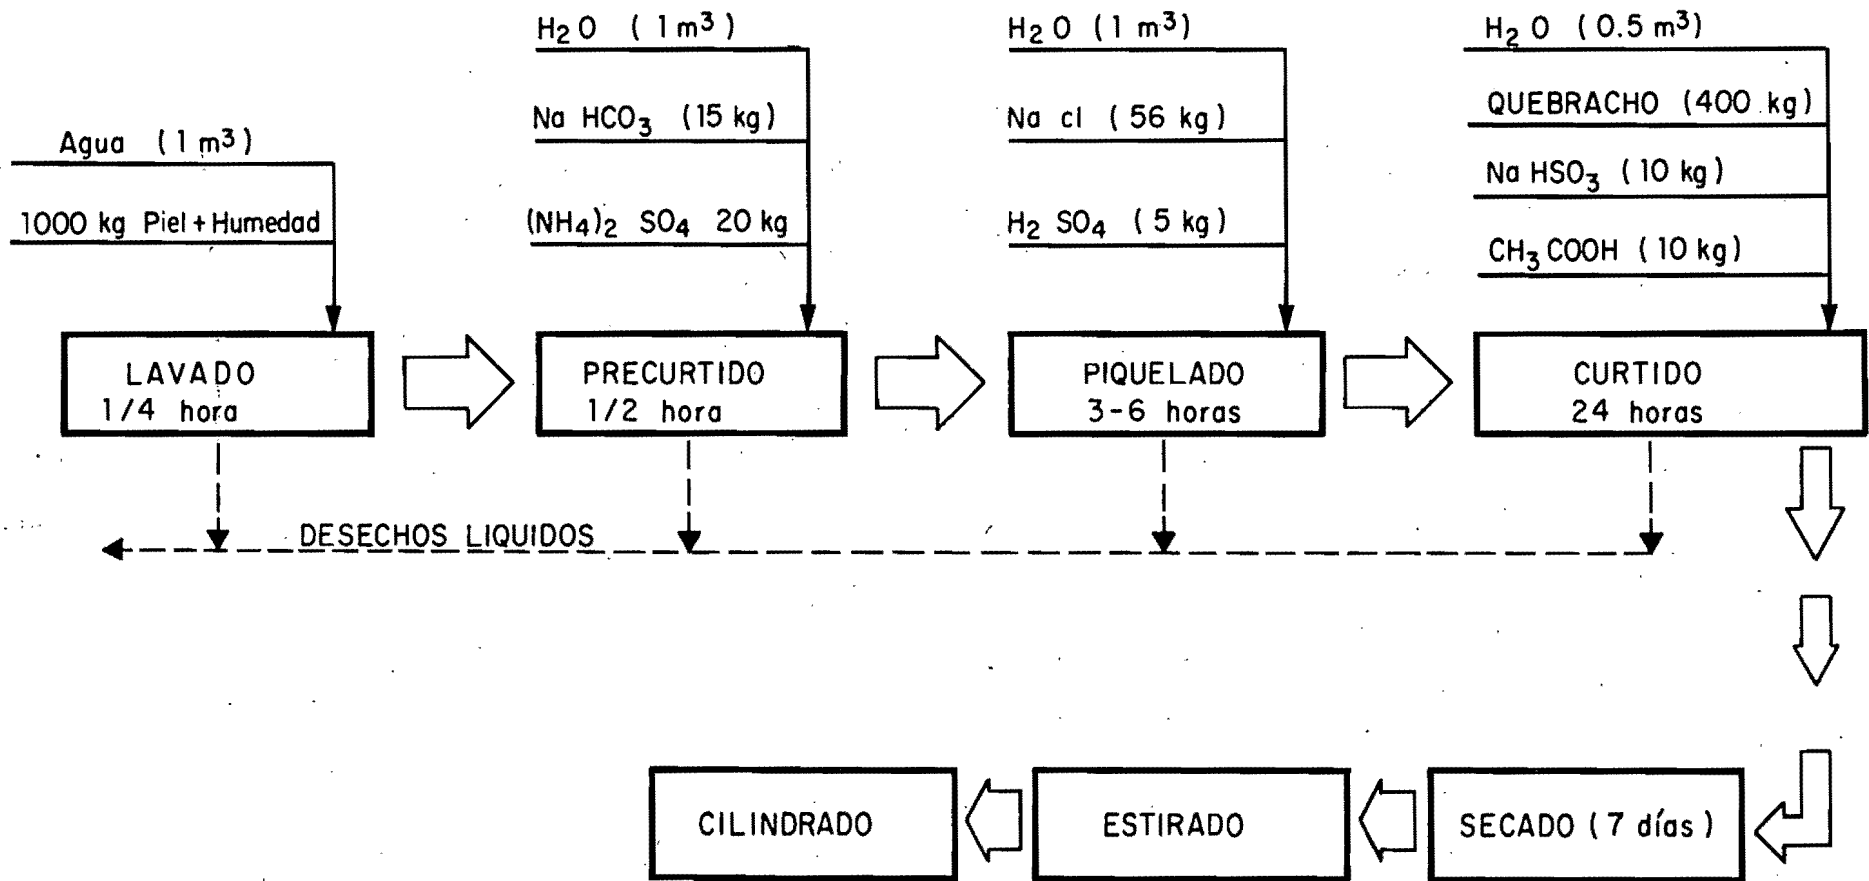 Agua (1 m³)
1000 kg Piel + Humedad
H₂O (1 m³)
Na HCO₃ (15 kg)
(NH₄)₂ SO₄ 20 kg
H₂O (1 m³)
Na cl (56 kg)
H₂ SO₄ (5 kg)
H₂O (0.5 m³)
QUEBRACHO (400 kg)
Na HSO₃ (10 kg)
CH₃ COOH (10 kg)
LAVADO
1/4 hora
PRECURTIDO
1/2 hora
PIQUELADO
3-6 horas
CURTIDO
24 horas
DESECHOS LIQUIDOS
CILINDRADO
ESTIRADO
SECADO (7 días)